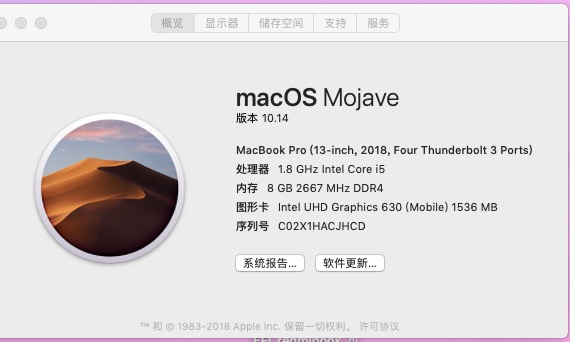 概览 显示器 储存空间 支持 服务
macOS Mojave
版本 10.14
MacBook Pro (13-inch, 2018, Four Thunderbolt 3 Ports)
处理器 1.8 GHz Intel Core i5
内存 8 GB 2667 MHz DDR4
图形卡 Intel UHD Graphics 630 (Mobile) 1536 MB
序列号 C02X1HACJHCD
系统报告... 软件更新...
™ 和 © 1983-2018 Apple Inc. 保留一切权利。 许可协议